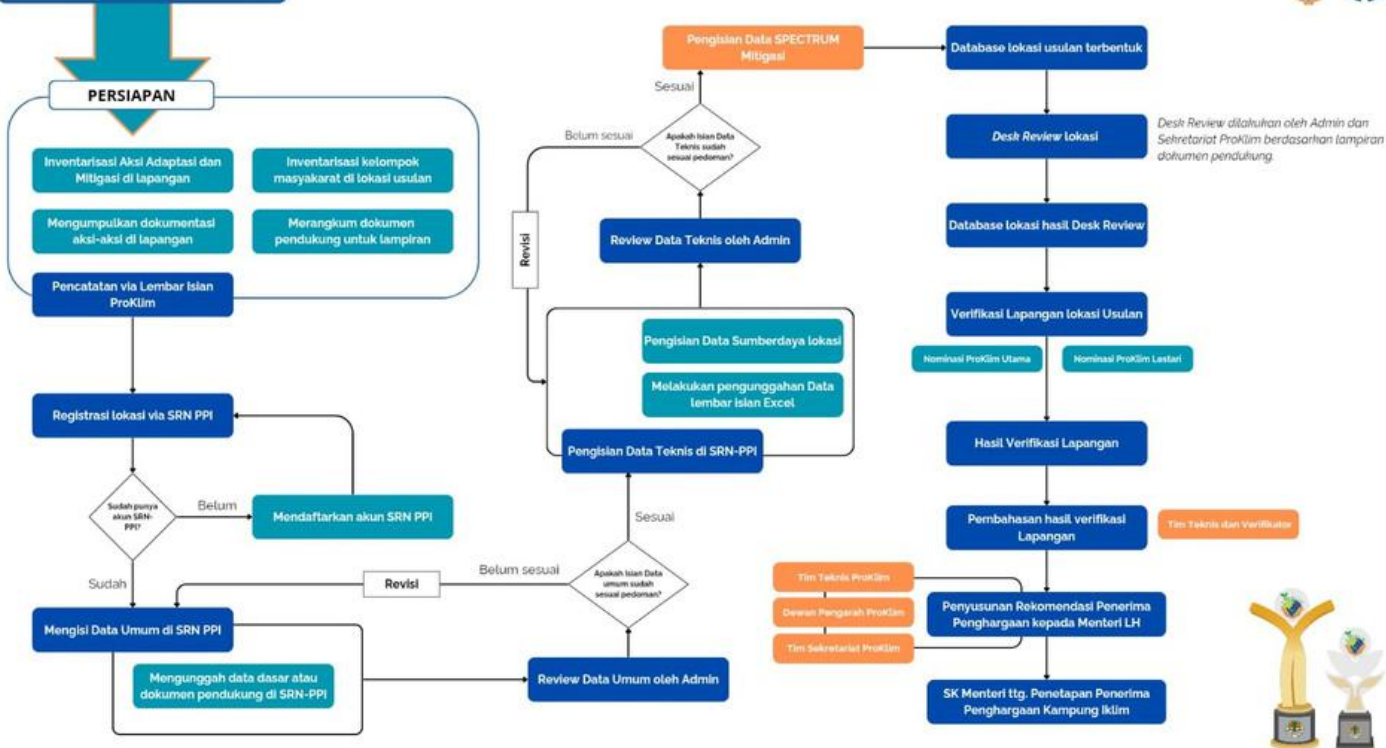 PERSIAPAN
Inventarisasi Aksi Adaptasi dan
Mitigasi di lapangan
Inventarisasi kelompok
masyakarat di lokasi usulan
Mengumpulkan dokumentasi
aksi-aksi di lapangan
Merangkum dokumen
pendukung untuk lampiran
Pencatatan via Lembar Isian
ProKlim
Registrasi lokasi via SRN PPI
Sudah punya
akun SRN-
PPI?
Belum
Mendaftarkan akun SRN PPI
Sudah
Mengisi Data Umum di SRN PPI
Mengunggah data dasar atau
dokumen pendukung di SRN-PPI
Review Data Umum oleh Admin
Apakah Isian Data
umum sudah
sesuai pedoman?
Belum sesuai
Revisi
Sesuai
Pengisian Data Teknis di SRN-PPI
Pengisian Data Sumberdaya lokasi
Melakukan pengunggahan Data
lembar isian Excel
Review Data Teknis oleh Admin
Apakah Isian Data
Teknis sudah
sesuai pedoman?
Belum sesuai
Revisi
Sesuai
Pengisian Data SPECTRUM
Mitigasi
Database lokasi usulan terbentuk
Desk Review lokasi
Desk Review dilakukan oleh Admin dan
Sekretariat ProKlim berdasarkan lampiran
dokumen pendukung.
Database lokasi hasil Desk Review
Verifikasi Lapangan lokasi Usulan
Nominasi ProKlim Utama
Nominasi ProKlim Lestari
Hasil Verifikasi Lapangan
Pembahasan hasil verifikasi
Lapangan
Tim Teknis dan Verifikator
Tim Teknis ProKlim
Dewan Pengarah ProKlim
Tim Sekretariat ProKlim
Penyusunan Rekomendasi Penerima
Penghargaan kepada Menteri LH
SK Menteri ttg. Penetapan Penerima
Penghargaan Kampung Iklim